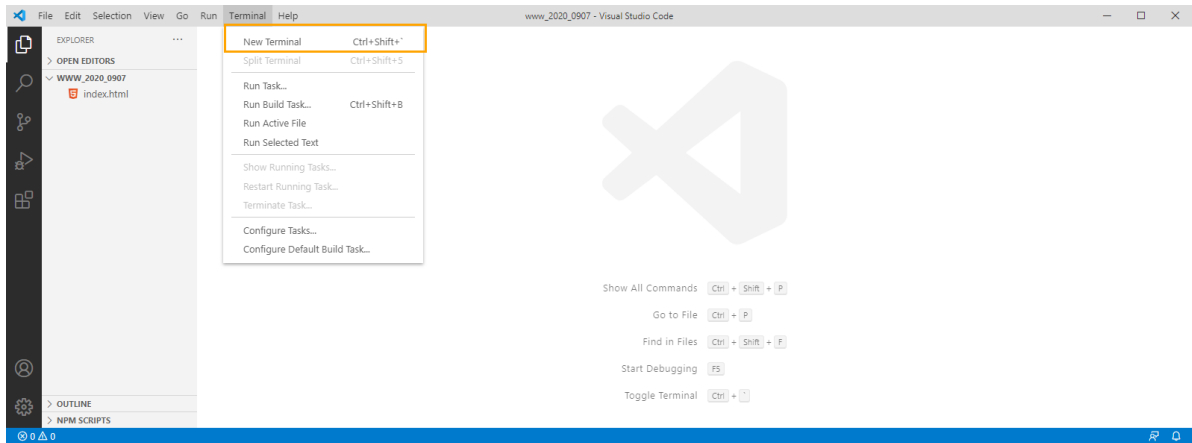 File Edit Selection View Go Run Terminal Help www_2020_0907 - Visual Studio Code
EXPLORER ...
OPEN EDITORS
WWW_2020_0907
index.html
New Terminal Ctrl+Shift+`
Split Terminal Ctrl+Shift+5
Run Task...
Run Build Task... Ctrl+Shift+B
Run Active File
Run Selected Text
Show Running Tasks...
Restart Running Task...
Terminate Task...
Configure Tasks...
Configure Default Build Task...
Show All Commands Ctrl + Shift + P
Go to File Ctrl + P
Find in Files Ctrl + Shift + F
Start Debugging F5
Toggle Terminal Ctrl + `
OUTLINE
NPM SCRIPTS
0 0